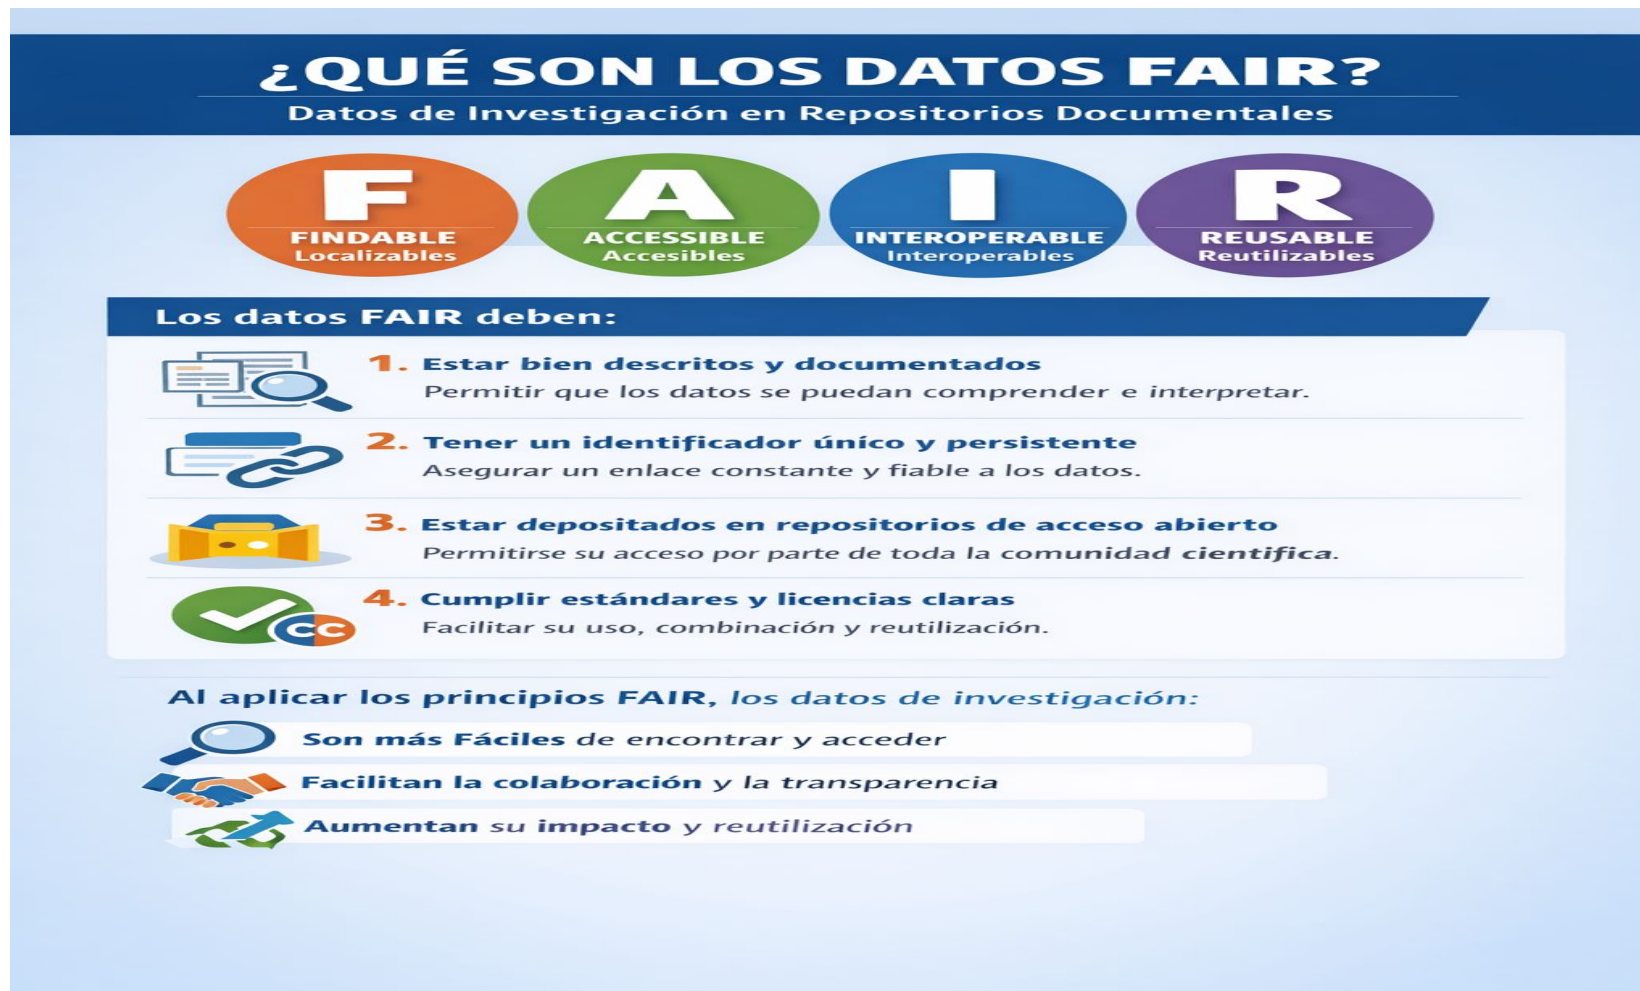 ¿QUÉ SON LOS DATOS FAIR?
Datos de Investigación en Repositorios Documentales
F
FINDABLE
Localizables
A
ACCESSIBLE
Accesibles
I
INTEROPERABLE
Interoperables
R
REUSABLE
Reutilizables
Los datos FAIR deben:
1. Estar bien descritos y documentados
Permitir que los datos se puedan comprender e interpretar.
2. Tener un identificador úníco y persistente
Asegurar un enlace constante y fiable a los datos.
3. Estar depositados en repositorios de acceso abierto
Permitirse su acceso por parte de toda la comunidad cientifica.
4. Cumplir estándares y licencias claras
Facilitar su uso, combinación y reutilización.
CC
Al aplicar los principios FAIR, los datos de investigación:
Son más Fáciles de encontrar y acceder
Facilitan la colaboración y la transparencia
Aumentan su impacto y reutilización